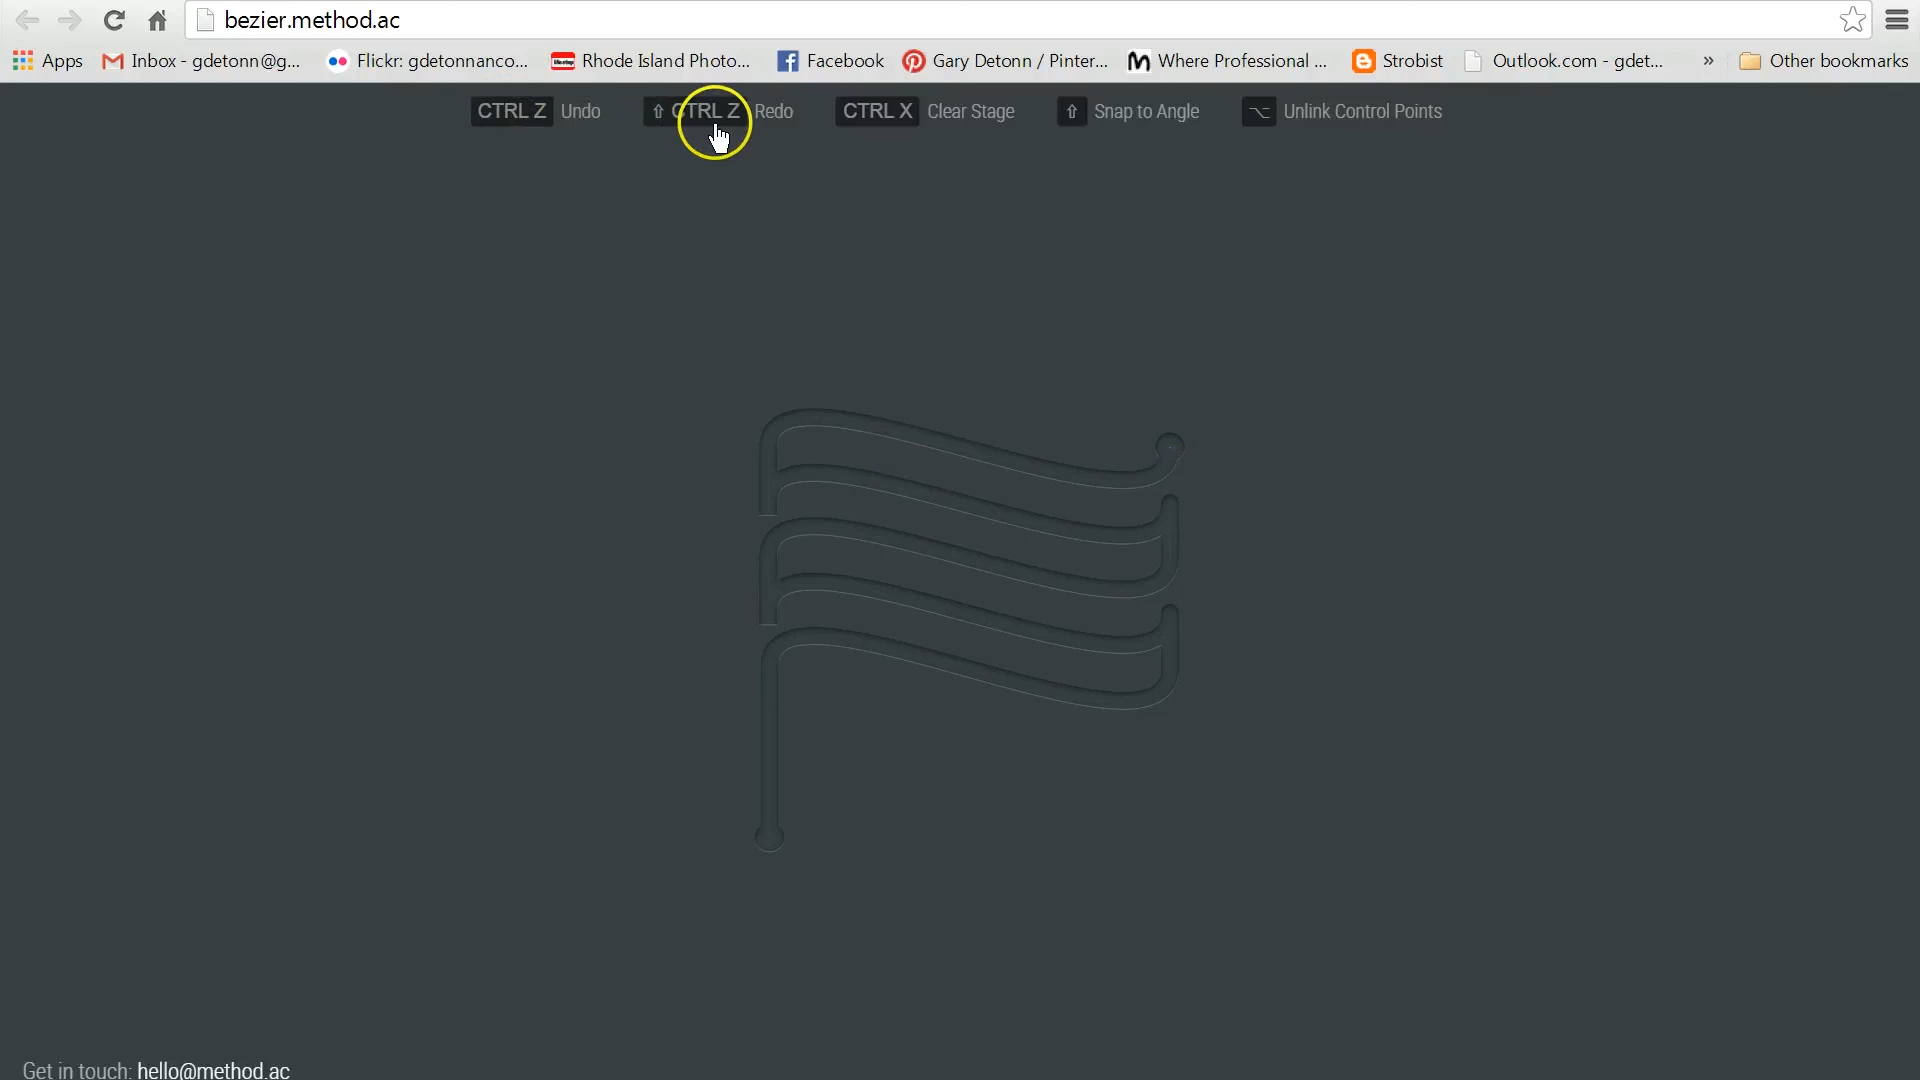 bezier.method.ac
Apps Inbox - gdetonn@g... Flickr: gdetonnanco... Rhode Island Photo... Facebook Gary Detonn / Pinter... Where Professional ... Strobist Outlook.com - gdet... » Other bookmarks
CTRL Z Undo ⇧ CTRL Z Redo CTRL X Clear Stage ⇧ Snap to Angle ⌥ Unlink Control Points
Get in touch: hello@method.ac